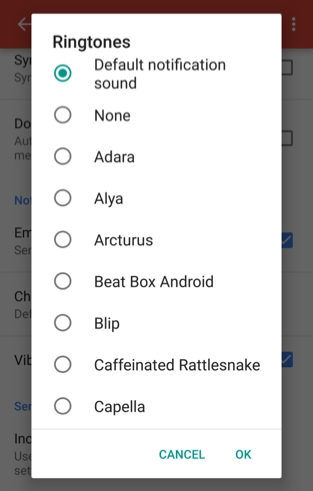 Ringtones
Default notification
sound
None
Adara
Alya
Arcturus
Beat Box Android
Blip
Caffeinated Rattlesnake
Capella
CANCEL OK